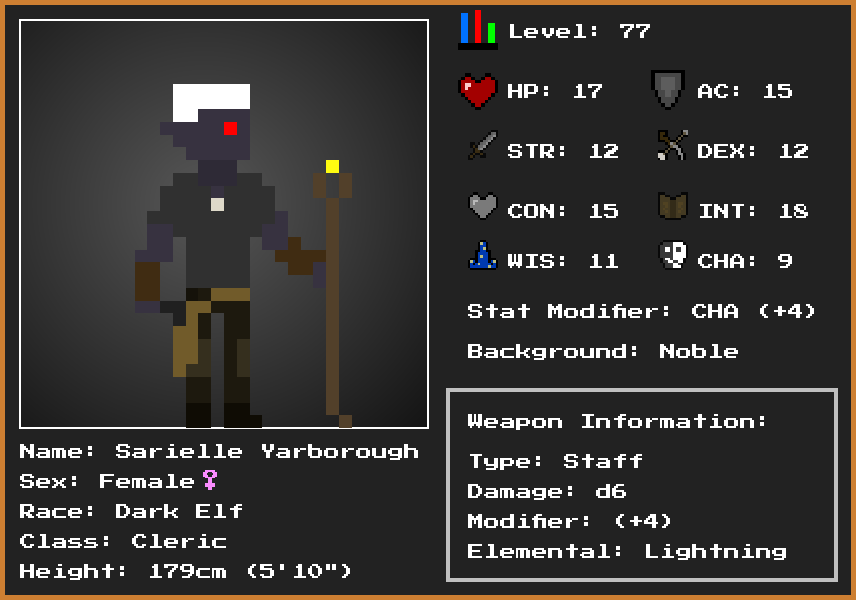 Level: 77
HP: 17
AC: 15
STR: 12
DEX: 12
CON: 15
INT: 18
WIS: 11
CHA: 9
Stat Modifier: CHA (+4)
Background: Noble
Weapon Information:
Type: Staff
Damage: d6
Modifier: (+4)
Elemental: Lightning
Name: Sarielle Yarborough
Sex: Female♀
Race: Dark Elf
Class: Cleric
Height: 179cm (5'10")